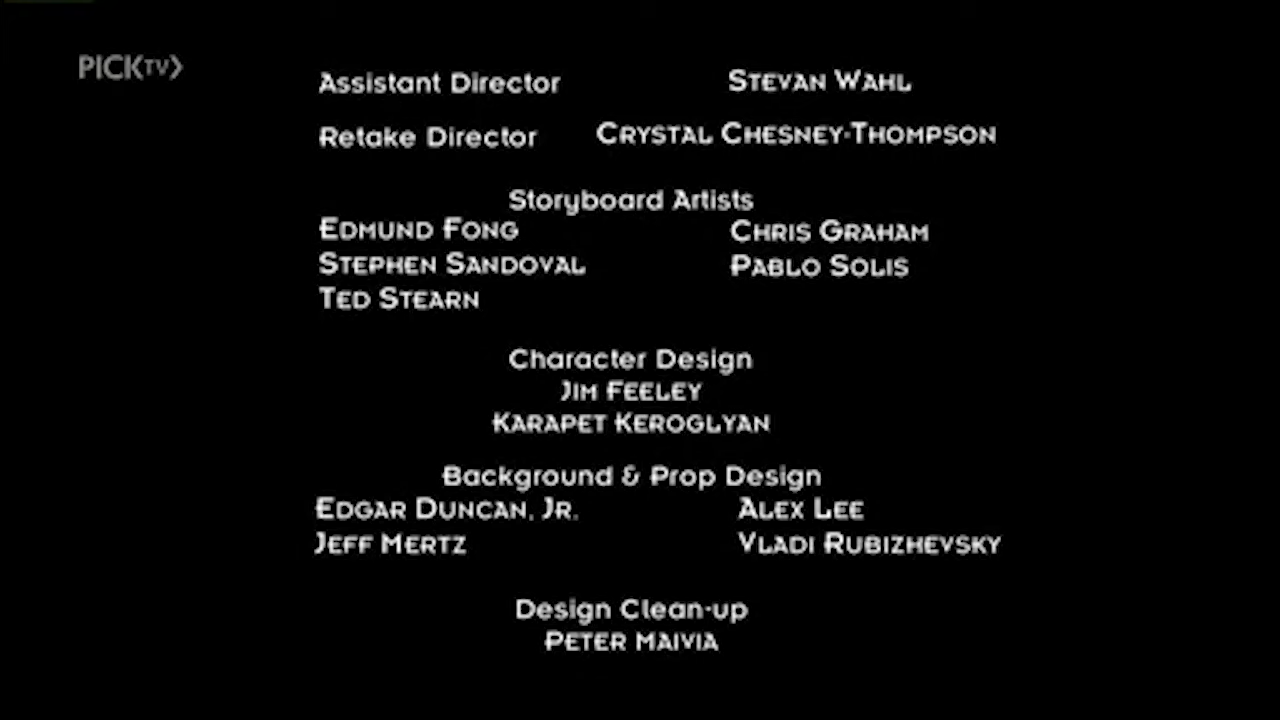 PICK TV
Assistant Director STEVAN WAHL
Retake Director CRYSTAL CHESNEY-THOMPSON
Storyboard Artists
EDMUND FONG CHRIS GRAHAM
STEPHEN SANDOVAL PABLO SOLIS
TED STEARN
Character Design
JIM FEELEY
KARAPET KEROGLYAN
Background & Prop Design
EDGAR DUNCAN, JR. ALEX LEE
JEFF MERTZ VLADI RUBIZHEVSKY
Design Clean-up
PETER MAIVIA